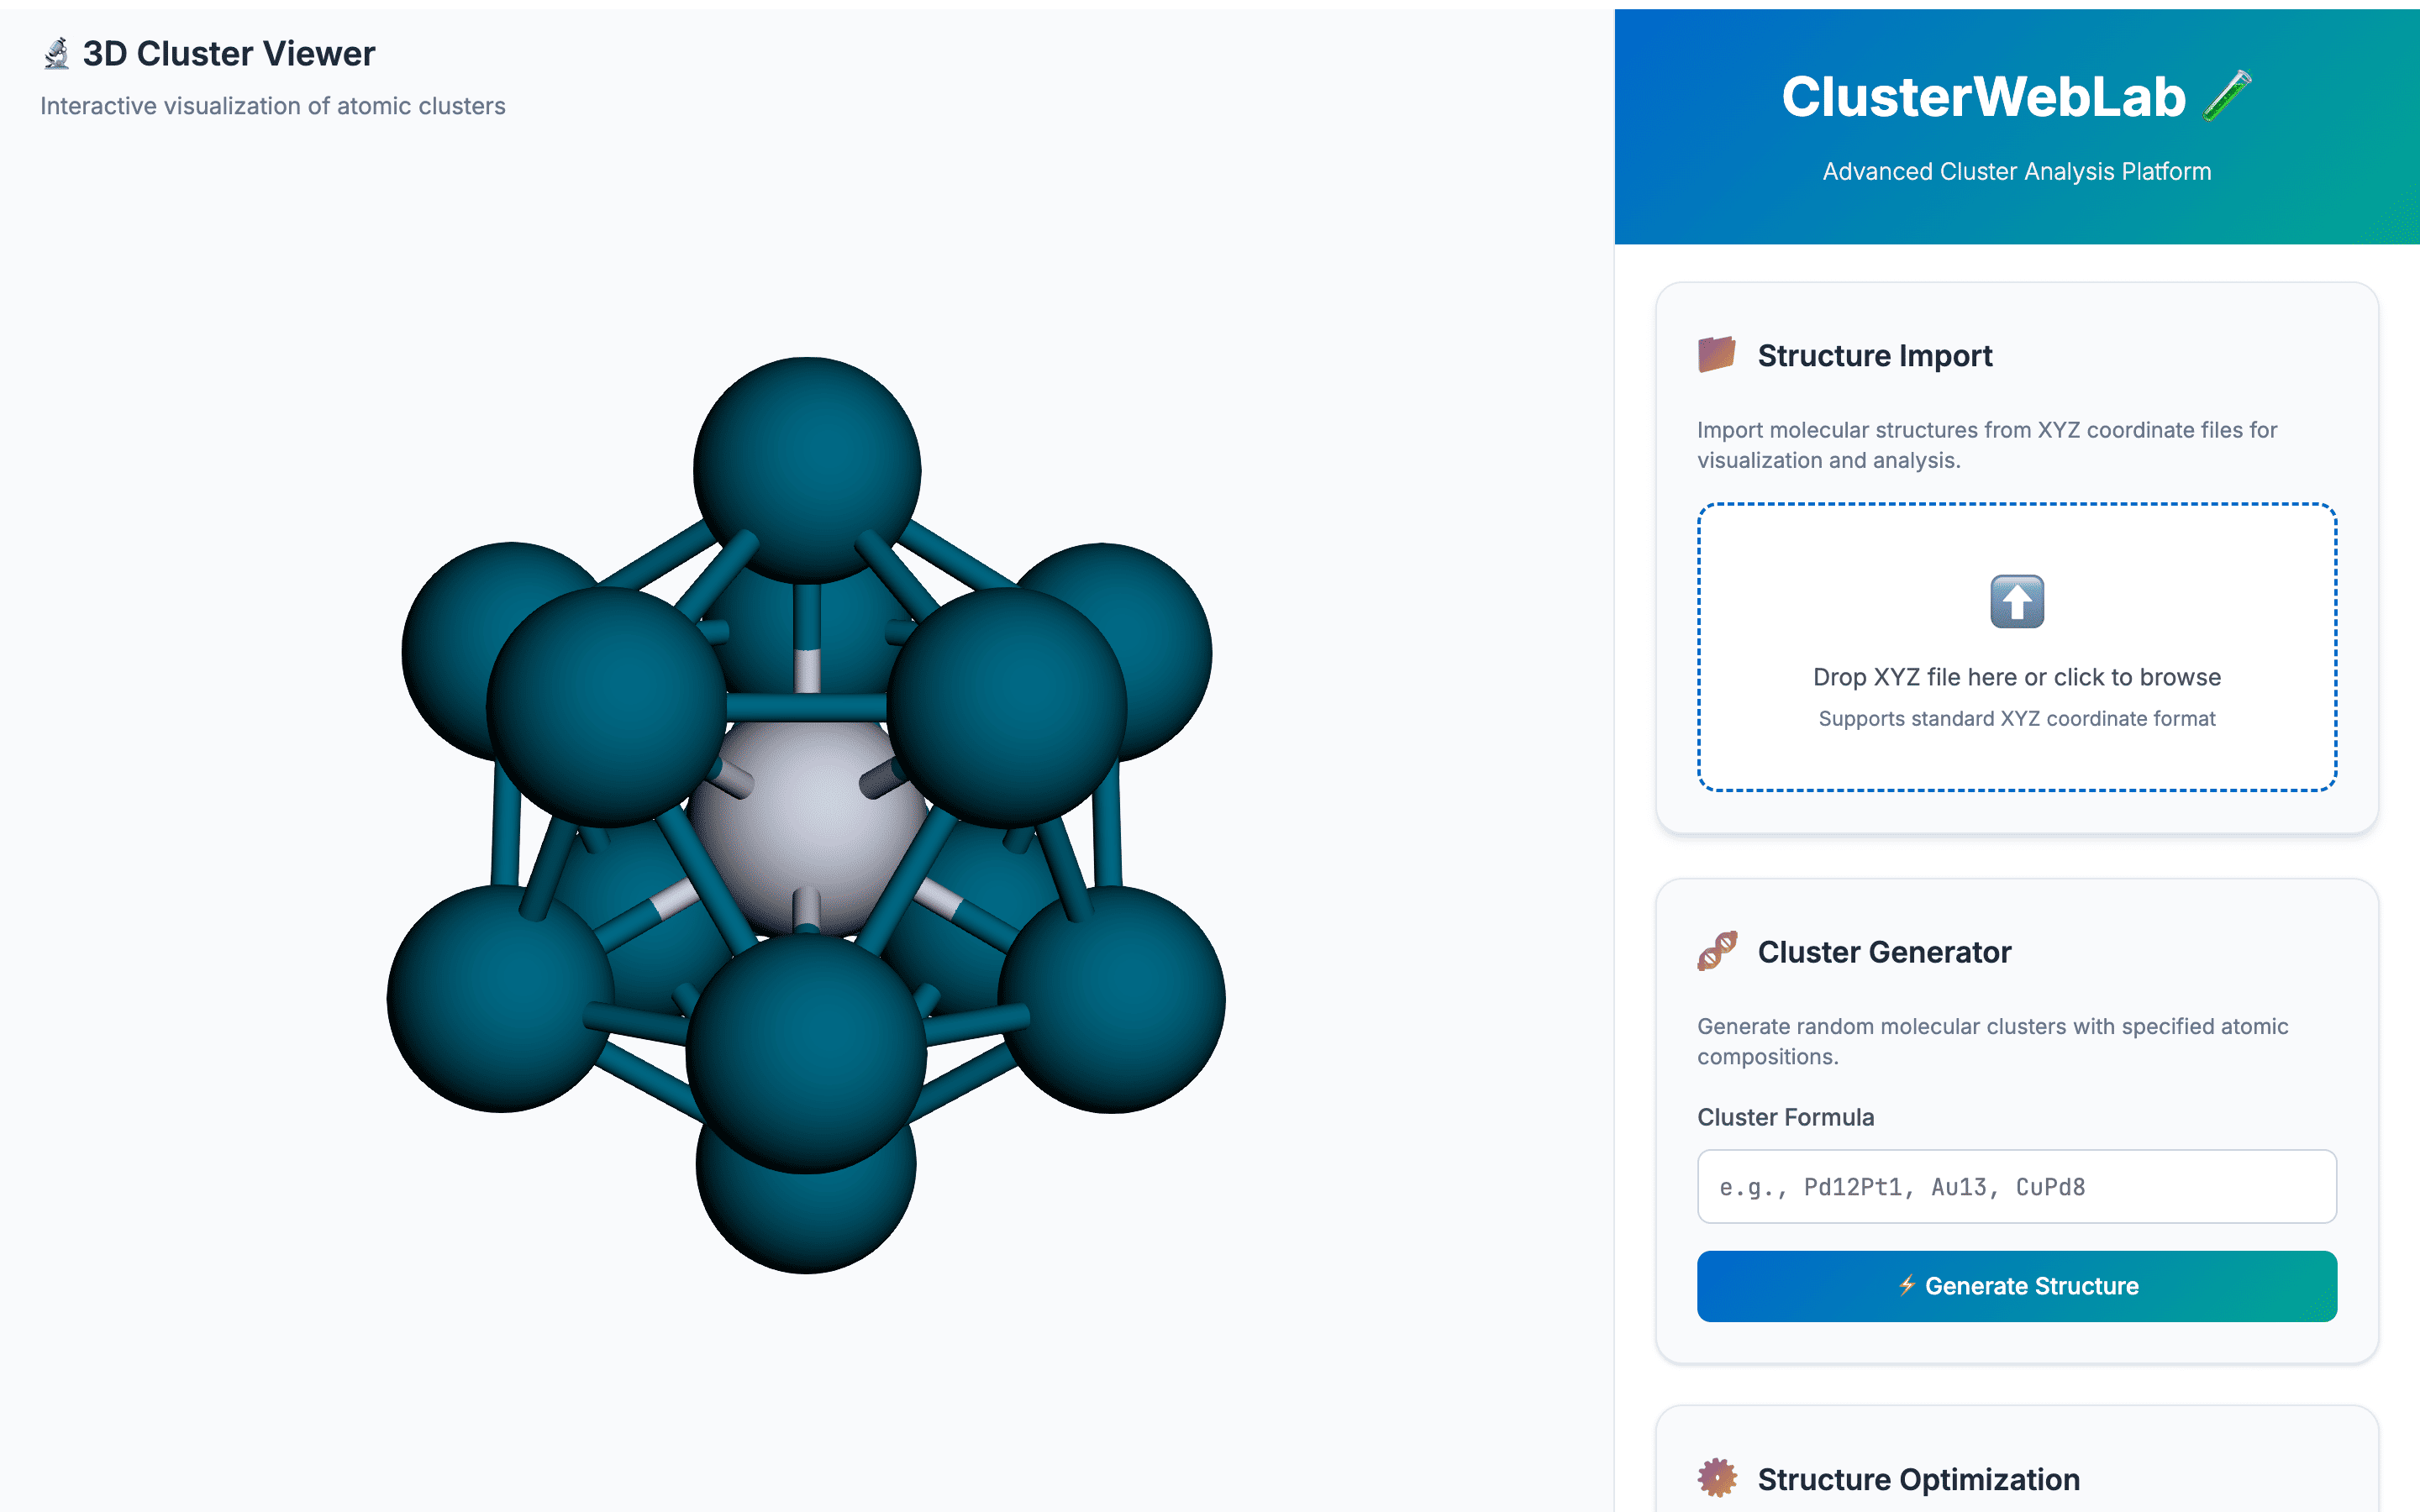 3D Cluster Viewer
Interactive visualization of atomic clusters
ClusterWebLab
Advanced Cluster Analysis Platform
Structure Import
Import molecular structures from XYZ coordinate files for
visualization and analysis.
Drop XYZ file here or click to browse
Supports standard XYZ coordinate format
Cluster Generator
Generate random molecular clusters with specified atomic
compositions.
Cluster Formula
e.g., Pd12Pt1, Au13, CuPd8
⚡ Generate Structure
Structure Optimization